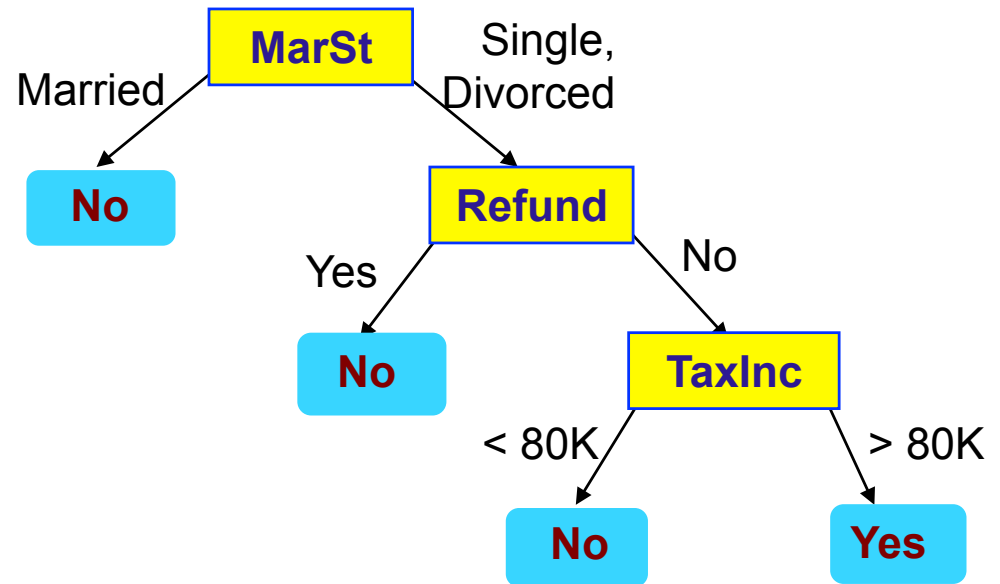 MarSt
Single,
Divorced
Married
No
Refund
Yes
No
No
TaxInc
< 80K
> 80K
No
Yes